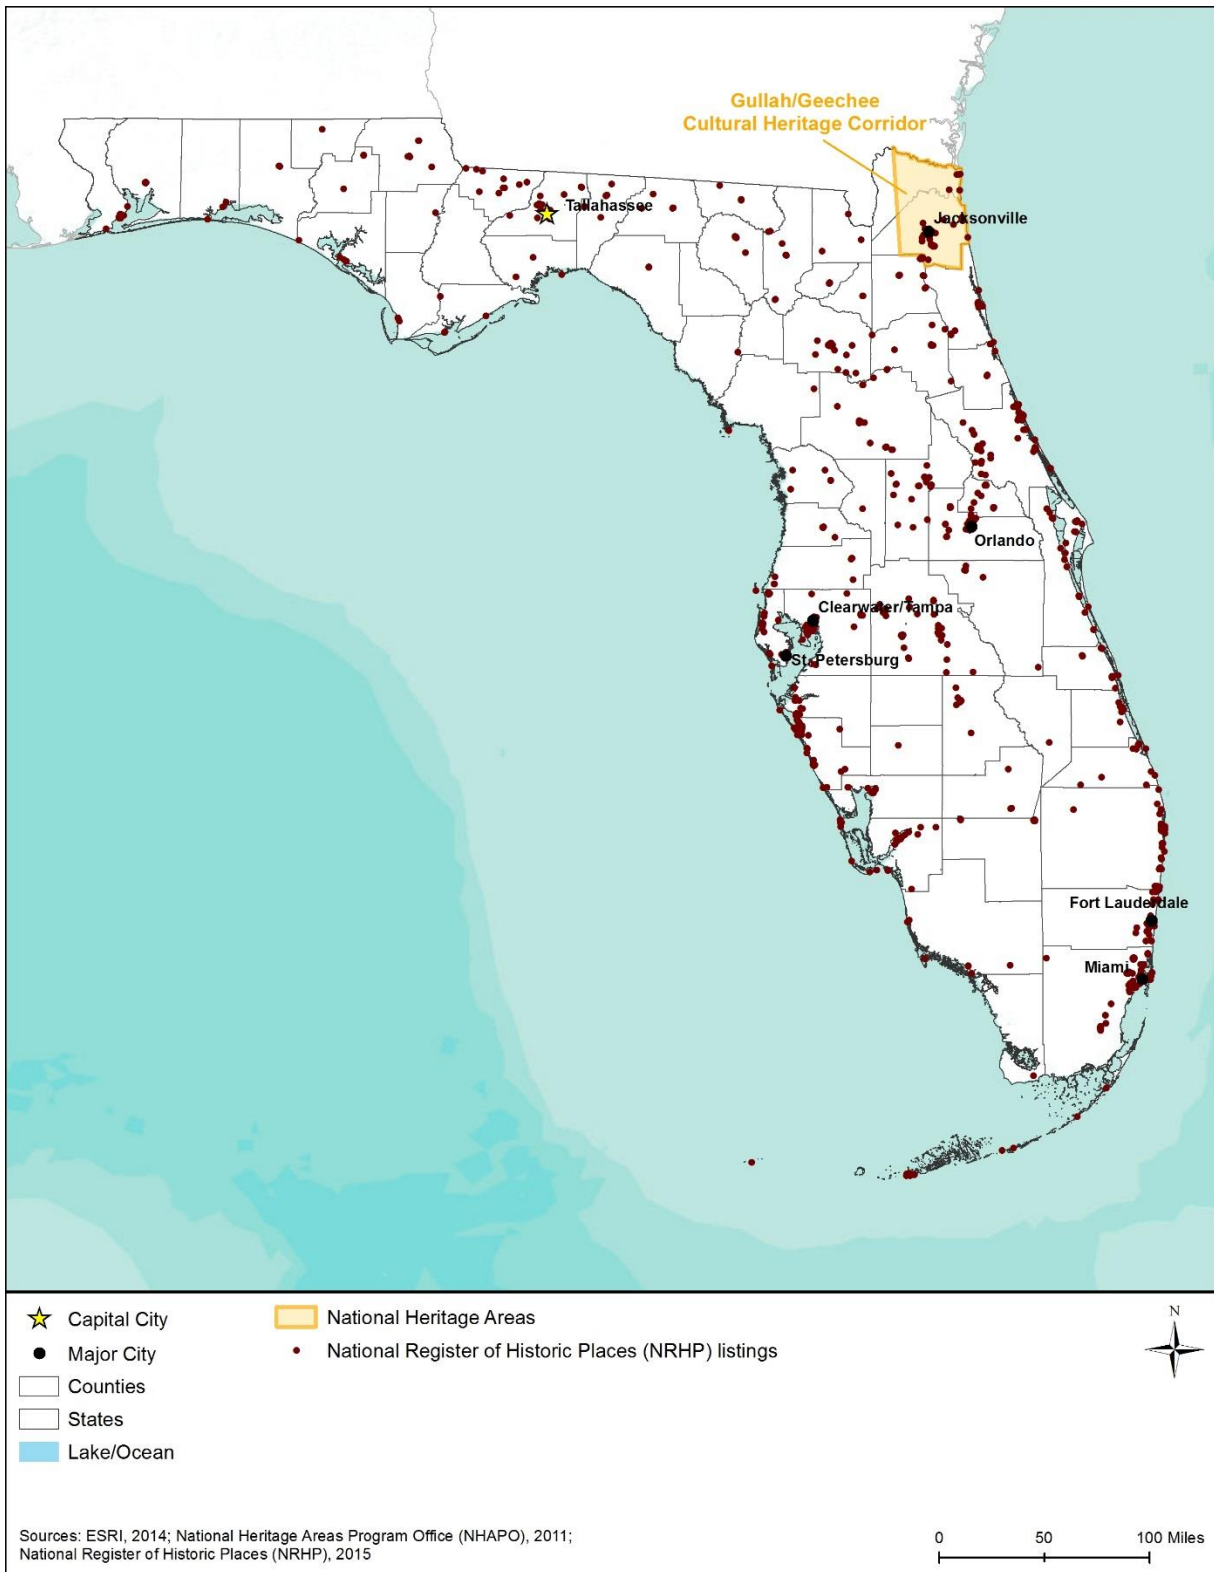 Gullah/Geechee
Cultural Heritage Corridor
Tallahassee
Jacksonville
Orlando
Clearwater/Tampa
St. Petersburg
Fort Lauderdale
Miami
Capital City
Major City
Counties
States
Lake/Ocean
National Heritage Areas
National Register of Historic Places (NRHP) listings
N
Sources: ESRI, 2014; National Heritage Areas Program Office (NHAPO), 2011;
National Register of Historic Places (NRHP), 2015
0 50 100 Miles